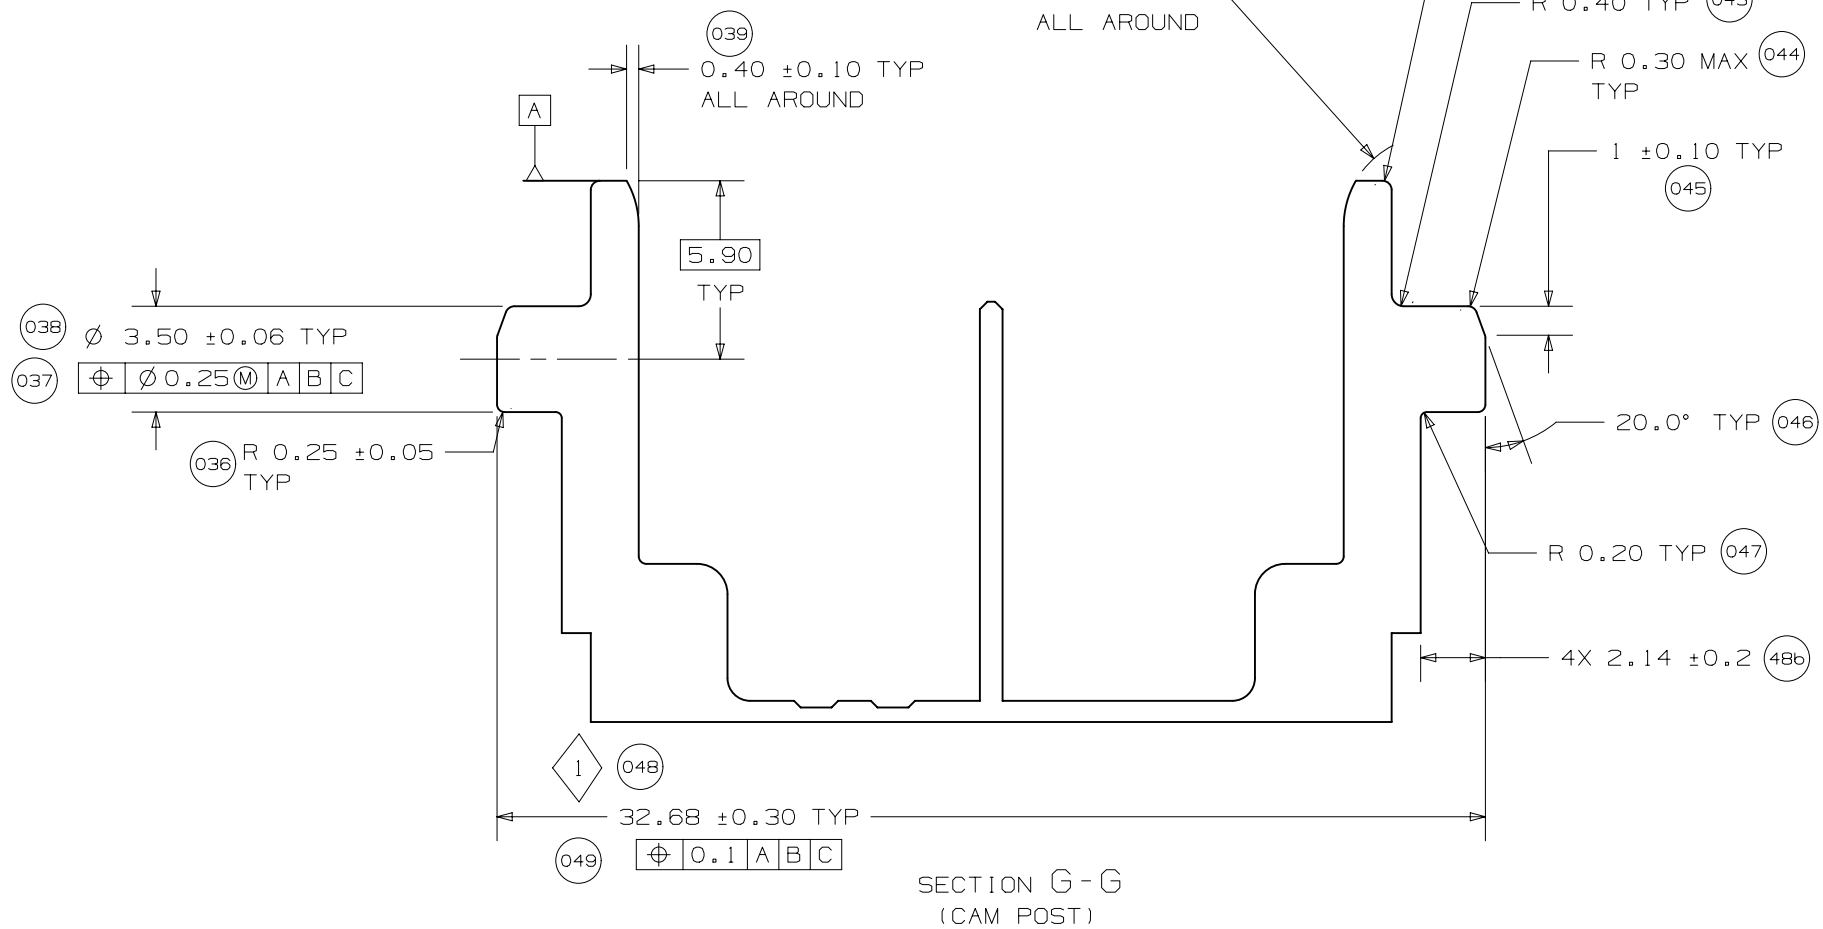 039
0.40 ±0.10 TYP
ALL AROUND
ALL AROUND
R 0.40 TYP 043
R 0.30 MAX 044
TYP
A
1 ±0.10 TYP
045
5.90
TYP
038 Ø 3.50 ±0.06 TYP
037 ⌖ Ø 0.25 Ⓜ A B C
036 R 0.25 ±0.05
TYP
20.0° TYP 046
R 0.20 TYP 047
4X 2.14 ±0.2 48b
1 048
32.68 ±0.30 TYP
049 ⌖ 0.1 A B C
SECTION G-G
(CAM POST)